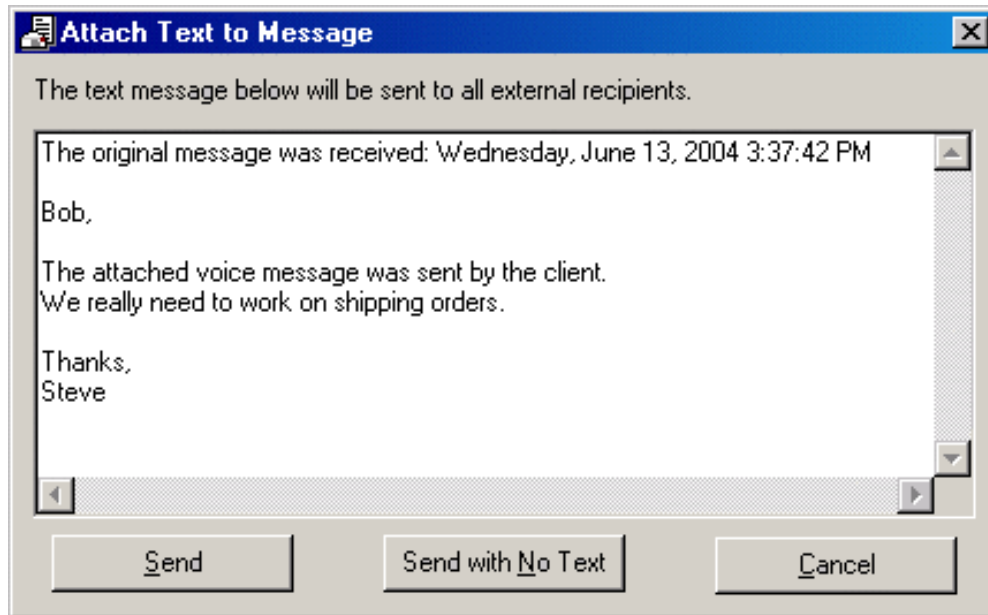 Attach Text to Message
The text message below will be sent to all external recipients.
The original message was received: Wednesday, June 13, 2004 3:37:42 PM
Bob,
The attached voice message was sent by the client.
We really need to work on shipping orders.
Thanks,
Steve
Send
Send with No Text
Cancel